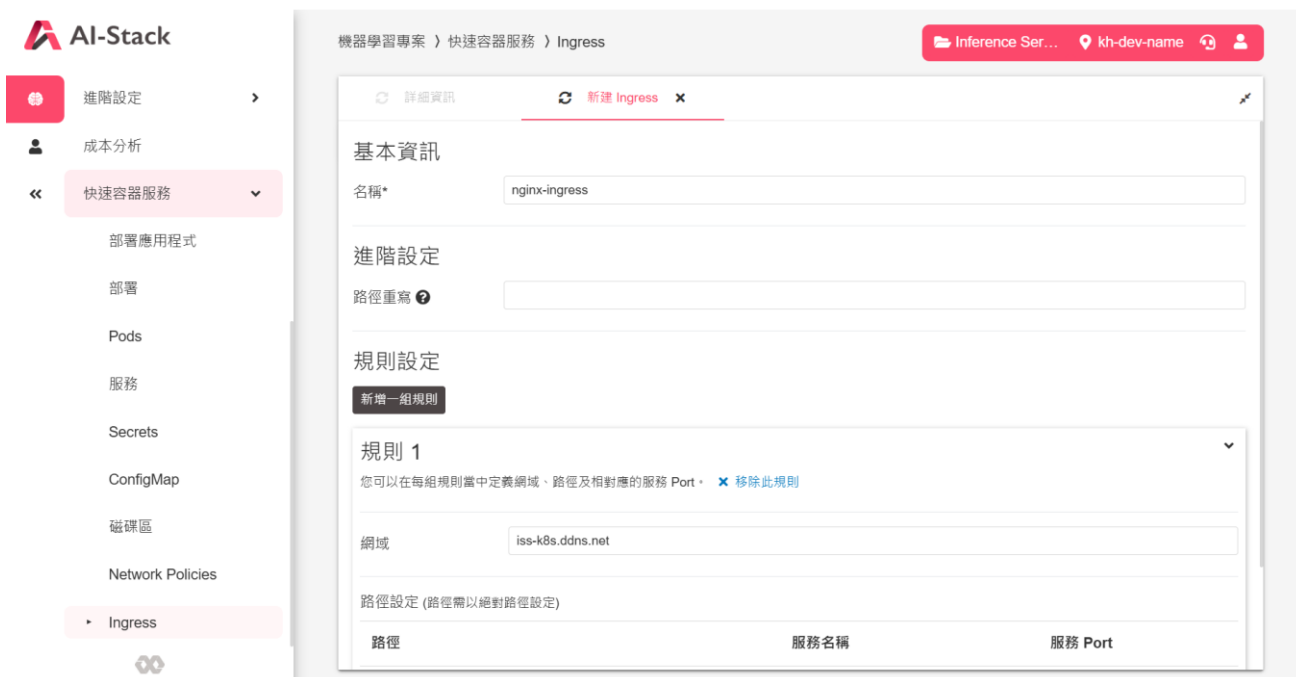 AI-Stack
進階設定
成本分析
快速容器服務
部署應用程式
部署
Pods
服務
Secrets
ConfigMap
磁碟區
Network Policies
Ingress
機器學習專案 ❭ 快速容器服務 ❭ Ingress
Inference Ser... kh-dev-name
詳細資訊 新建 Ingress
基本資訊
名稱* nginx-ingress
進階設定
路徑重寫
規則設定
新增一組規則
規則 1
您可以在每組規則當中定義網域、路徑及相對應的服務 Port。 移除此規則
網域 iss-k8s.ddns.net
路徑設定 (路徑需以絕對路徑設定)
路徑 服務名稱 服務 Port